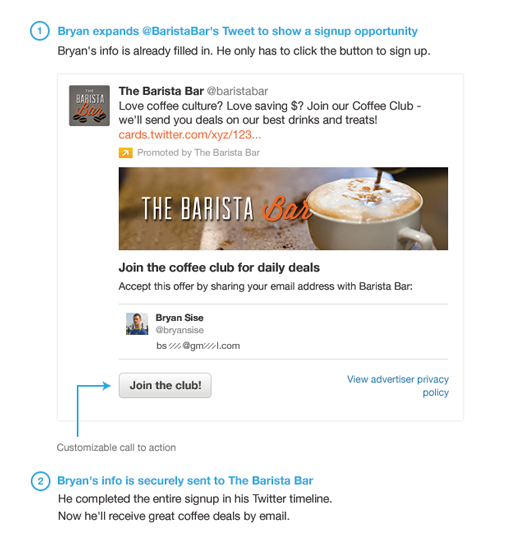 1 Bryan expands @BaristaBar's Tweet to show a signup opportunity
Bryan's info is already filled in. He only has to click the button to sign up.
THE
BARISTA
Bar
The Barista Bar @baristabar
Love coffee culture? Love saving $? Join our Coffee Club -
we'll send you deals on our best drinks and treats!
cards.twitter.com/xyz/123...
Promoted by The Barista Bar
THE BARISTA Bar
Join the coffee club for daily deals
Accept this offer by sharing your email address with Barista Bar:
Bryan Sise
@bryansise
bs ⁄⁄⁄ @gm⁄⁄⁄l.com
Join the club!
View advertiser privacy
policy
Customizable call to action
2 Bryan's info is securely sent to The Barista Bar
He completed the entire signup in his Twitter timeline.
Now he'll receive great coffee deals by email.